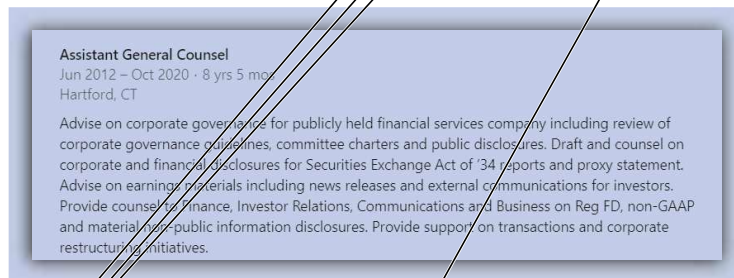 Assistant General Counsel
Jun 2012 – Oct 2020 · 8 yrs 5 mos
Hartford, CT
Advise on corporate governance for publicly held financial services company including review of
corporate governance guidelines, committee charters and public disclosures. Draft and counsel on
corporate and financial disclosures for Securities Exchange Act of '34 reports and proxy statement.
Advise on earnings materials including news releases and external communications for investors.
Provide counsel to Finance, Investor Relations, Communications and Business on Reg FD, non-GAAP
and material non-public information disclosures. Provide support on transactions and corporate
restructuring initiatives.